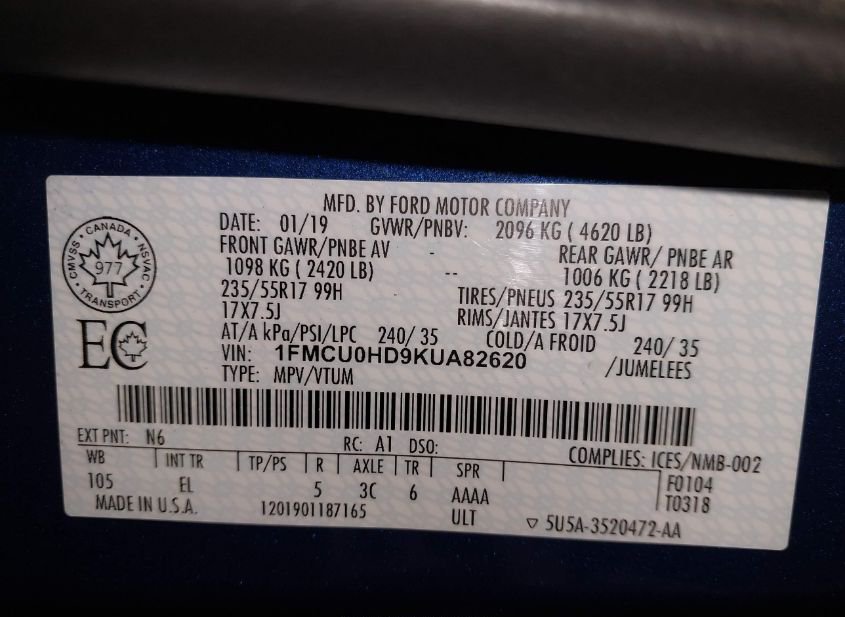 MFD. BY FORD MOTOR COMPANY
DATE: 01/19 GVWR/PNBV: 2096 KG ( 4620 LB)
FRONT GAWR/PNBE AV - REAR GAWR/ PNBE AR
1098 KG ( 2420 LB) -- 1006 KG ( 2218 LB)
235/55R17 99H TIRES/PNEUS 235/55R17 99H
17X7.5J RIMS/JANTES 17X7.5J
AT/A kPa/PSI/LPC 240/ 35 COLD/A FROID 240/ 35
VIN: 1FMCU0HD9KUA82620 /JUMELEES
TYPE: MPV/VTUM
CANADA NSVAC TRANSPORT CMVSS
977
EC
EXT PNT: N6 RC: A1 DSO: COMPLIES: ICES/NMB-002
WB INT TR TP/PS R AXLE TR SPR F0104
105 EL 5 3C 6 AAAA T0318
MADE IN U.S.A. 1201901187165 ULT ▽ 5U5A-3520472-AA